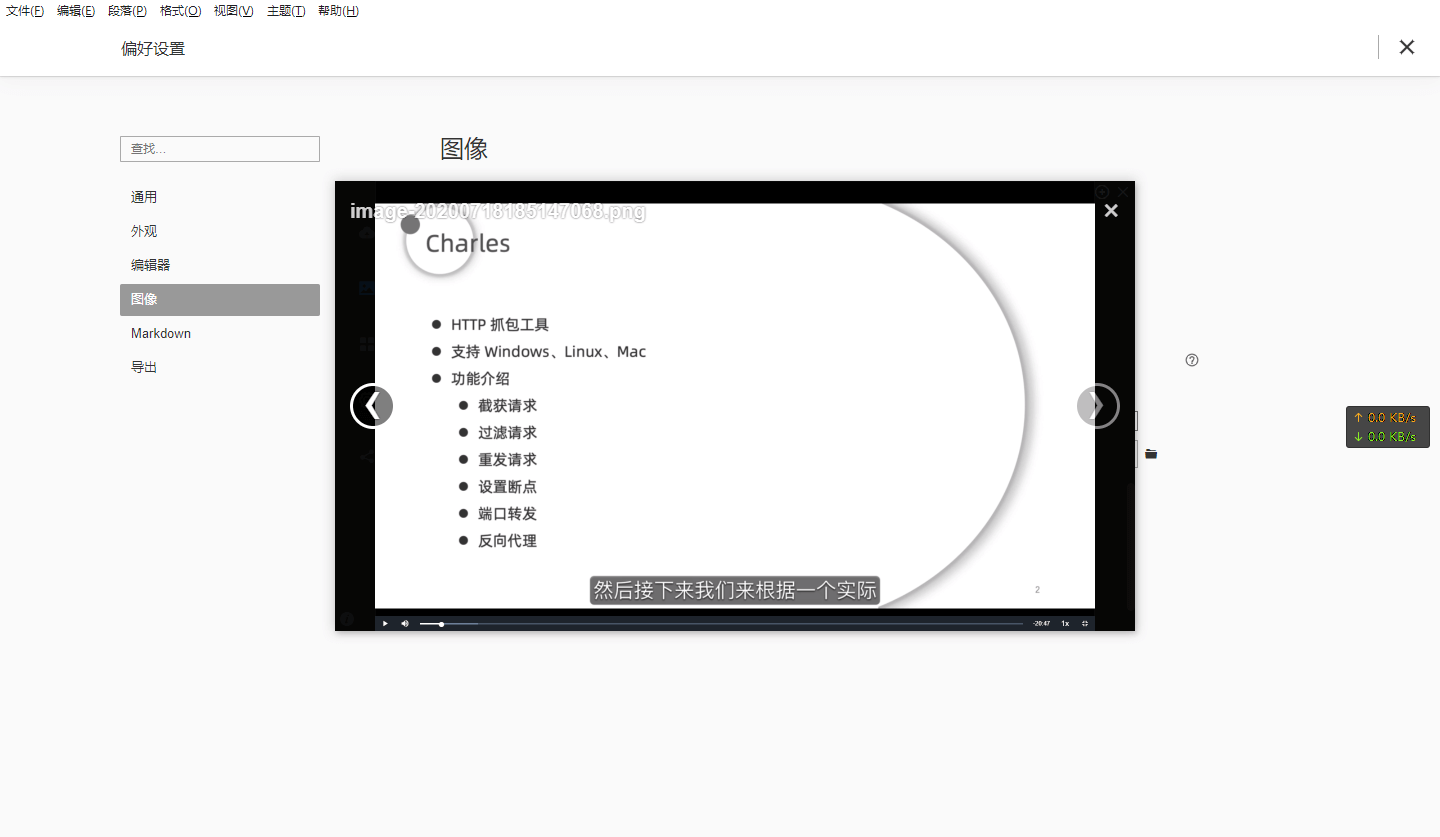 文件(F) 编辑(E) 段落(P) 格式(O) 视图(V) 主题(T) 帮助(H)
偏好设置
查找...
图像
通用
外观
编辑器
图像
Markdown
导出
image-20200718185147068.png
Charles
HTTP 抓包工具
支持 Windows、Linux、Mac
功能介绍
截获请求
过滤请求
重发请求
设置断点
端口转发
反向代理
然后接下来我们来根据一个实际
2
-20:47 1x
↑ 0.0 KB/s
↓ 0.0 KB/s